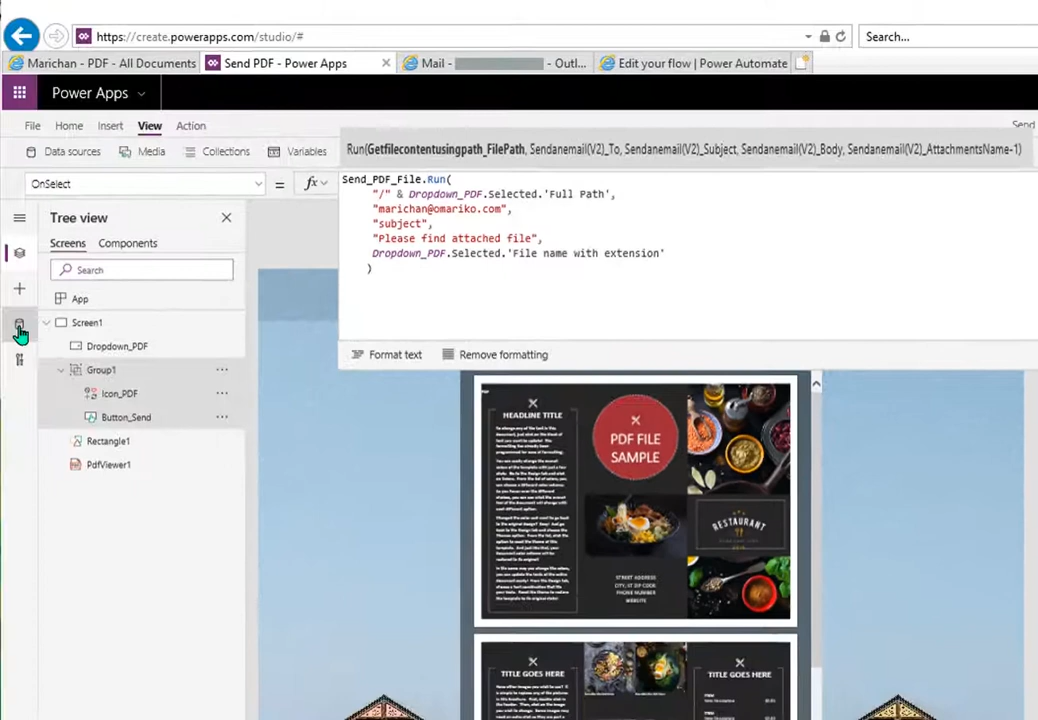 https://create.powerapps.com/studio/#
Search...
Marichan - PDF - All Documents
Send PDF - Power Apps
Mail -
- Outl...
Edit your flow | Power Automate
Power Apps
File Home Insert View Action
Send
Data sources Media Collections Variables
Run(Getfilecontentusingpath_FilePath, Sendanemail(V2)_To, Sendanemail(V2)_Subject, Sendanemail(V2)_Body, Sendanemail(V2)_AttachmentsName-1)
OnSelect = fx
Send_PDF_File.Run(
"/" & Dropdown_PDF.Selected.'Full Path',
"marichan@omariko.com",
"subject",
"Please find attached file",
Dropdown_PDF.Selected.'File name with extension'
)
Format text Remove formatting
Tree view
Screens Components
Search
App
Screen1
Dropdown_PDF
Group1
Icon_PDF
Button_Send
Rectangle1
PdfViewer1
HEADLINE TITLE
PDF FILE
SAMPLE
RESTAURANT
STREET ADDRESS
CITY, ST ZIP CODE
PHONE NUMBER
WEBSITE
TITLE GOES HERE
TITLE GOES HERE